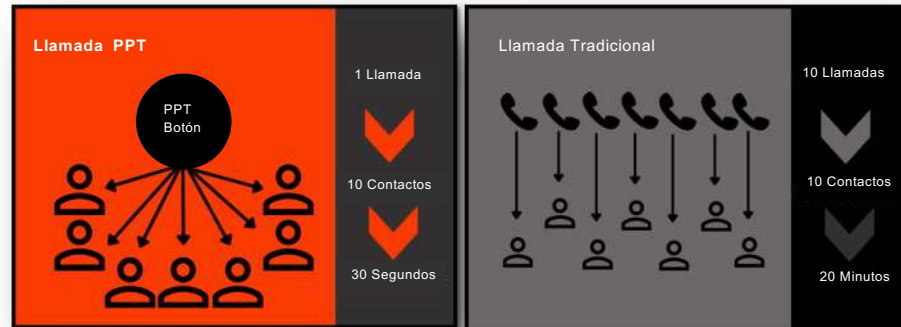 Llamada PPT
PPT
Botón
1 Llamada
10 Contactos
30 Segundos
Llamada Tradicional
10 Llamadas
10 Contactos
20 Minutos